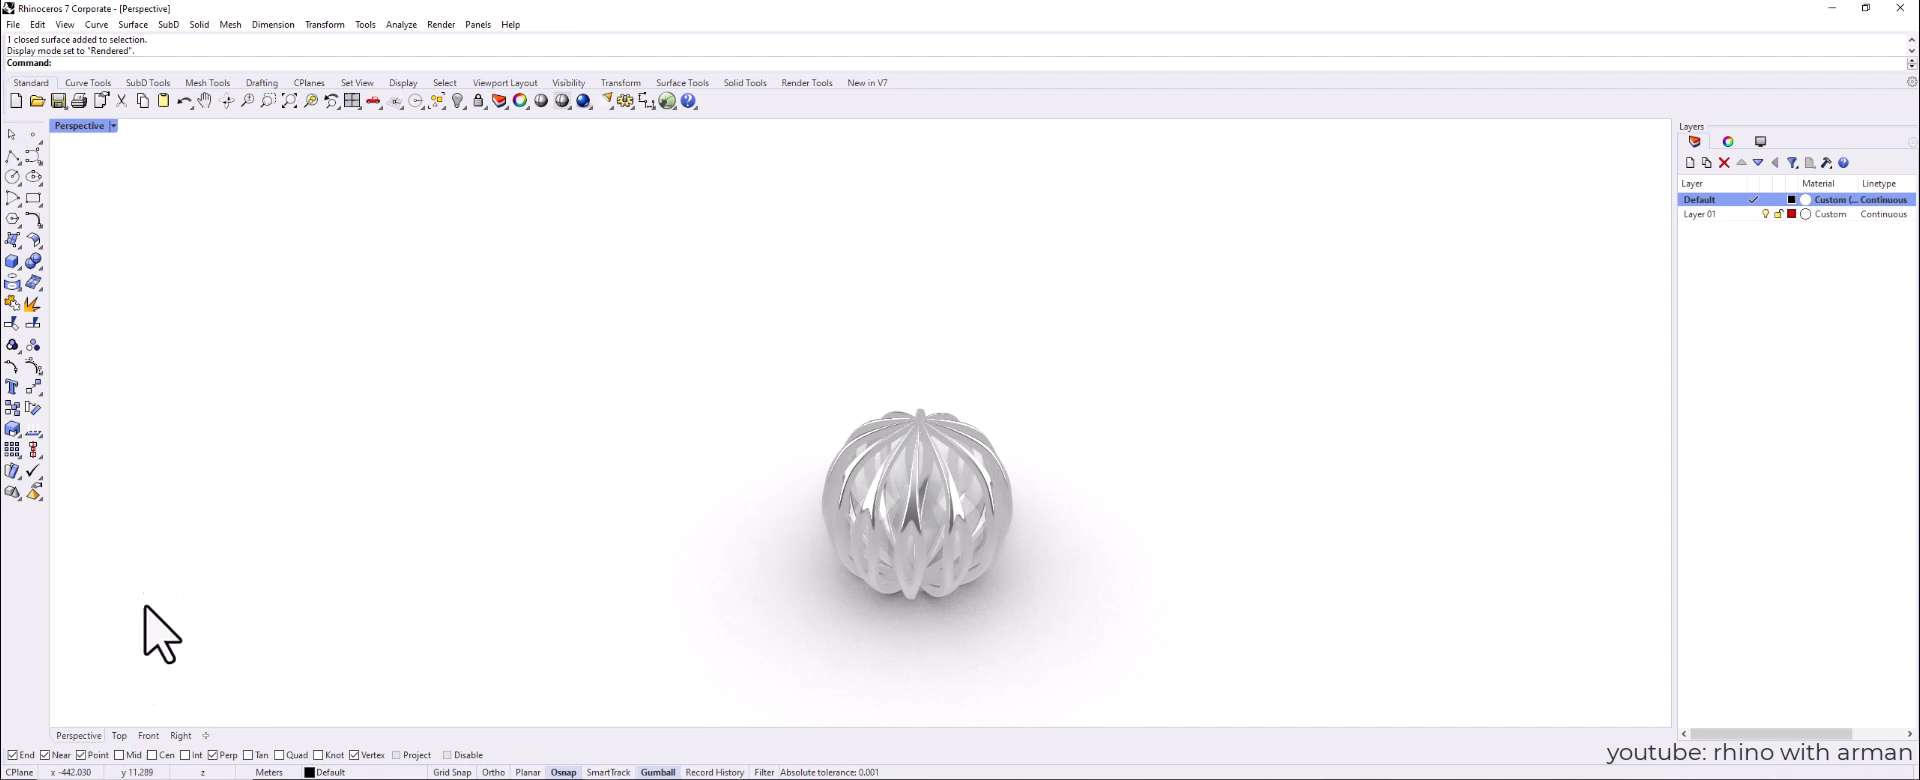 Rhinoceros 7 Corporate - [Perspective]
File Edit View Curve Surface SubD Solid Mesh Dimension Transform Tools Analyze Render Panels Help
1 closed surface added to selection.
Display mode set to "Rendered".
Command:
Standard Curve Tools SubD Tools Mesh Tools Drafting CPlanes Set View Display Select Viewport Layout Visibility Transform Surface Tools Solid Tools Render Tools New in V7
Perspective
Layers
Layer Material Linetype
Default Custom (... Continuous
Layer 01 Custom Continuous
Perspective Top Front Right
End Near Point Mid Cen Int Perp Tan Quad Knot Vertex Project Disable
youtube: rhino with arman
CPlane x -442.030 y 11.289 z Meters Default Grid Snap Ortho Planar Osnap SmartTrack Gumball Record History Filter Absolute tolerance: 0.001